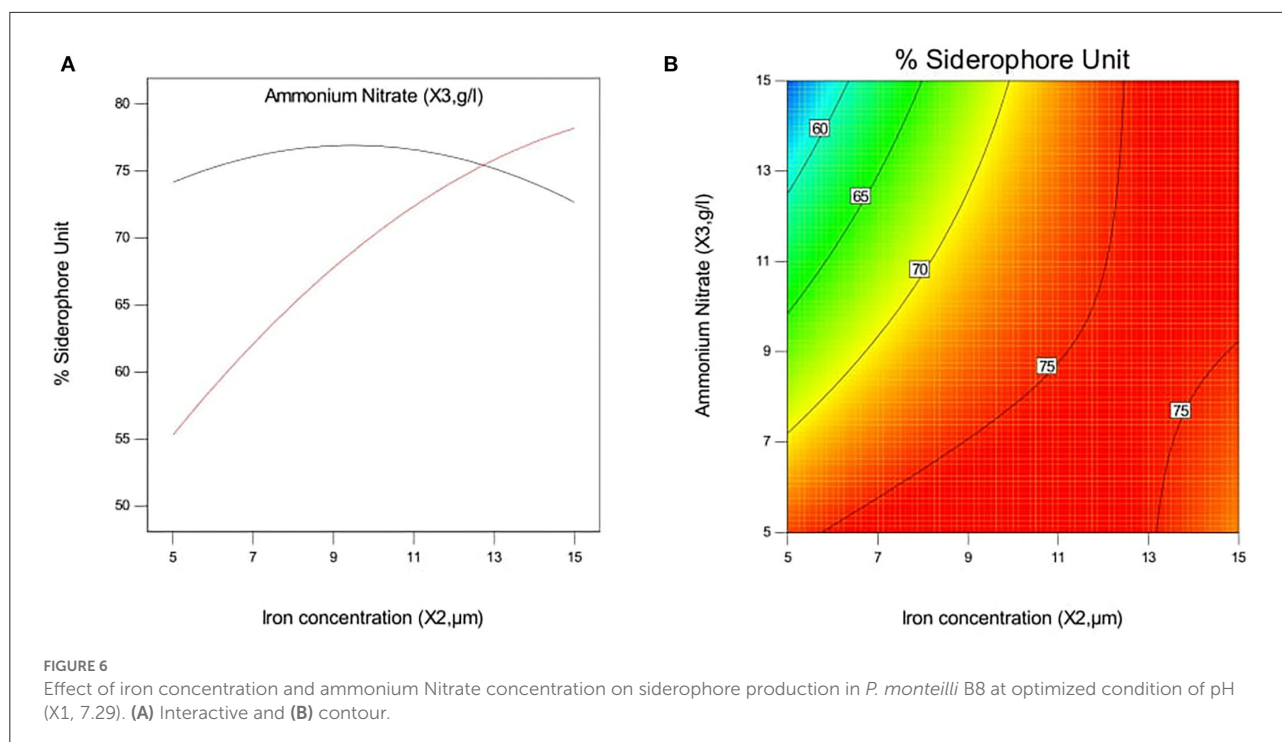 A
Ammonium Nitrate (X3,g/l)
% Siderophore Unit
80
75
70
65
60
55
50
5 7 9 11 13 15
Iron concentration (X2,µm)
B
% Siderophore Unit
Ammonium Nitrate (X3,g/l)
15
13
11
9
7
5
60
65
70
75
75
5 7 9 11 13 15
Iron concentration (X2,µm)
FIGURE 6
Effect of iron concentration and ammonium Nitrate concentration on siderophore production in P. monteilli B8 at optimized condition of pH
(X1, 7.29). (A) Interactive and (B) contour.